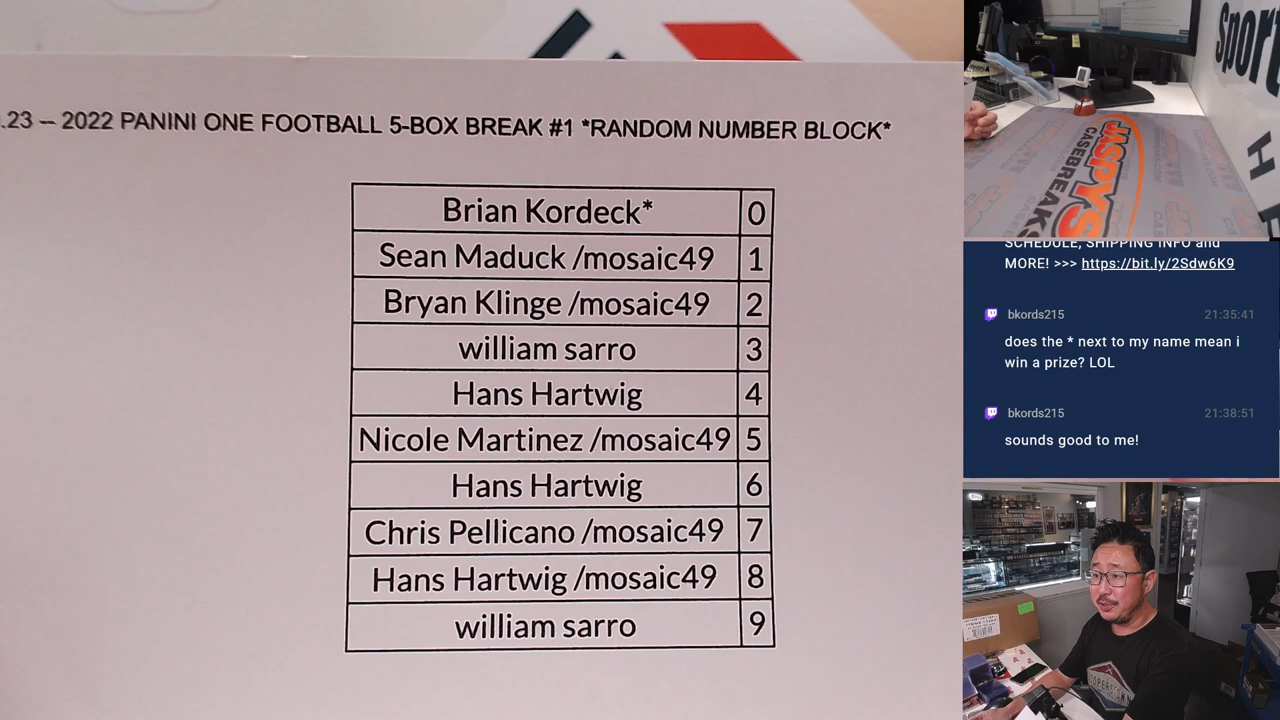 .23 – 2022 PANINI ONE FOOTBALL 5-BOX BREAK #1 *RANDOM NUMBER BLOCK*
Brian Kordeck* 0
Sean Maduck /mosaic49 1
Bryan Klinge /mosaic49 2
william sarro 3
Hans Hartwig 4
Nicole Martinez /mosaic49 5
Hans Hartwig 6
Chris Pellicano /mosaic49 7
Hans Hartwig /mosaic49 8
william sarro 9
sport
JASPYS
CASEBREAKS
SCHEDULE, SHIPPING INFO and
MORE! >>> https://bit.ly/2Sdw6K9
bkords215 21:35:41
does the * next to my name mean i
win a prize? LOL
bkords215 21:38:51
sounds good to me!